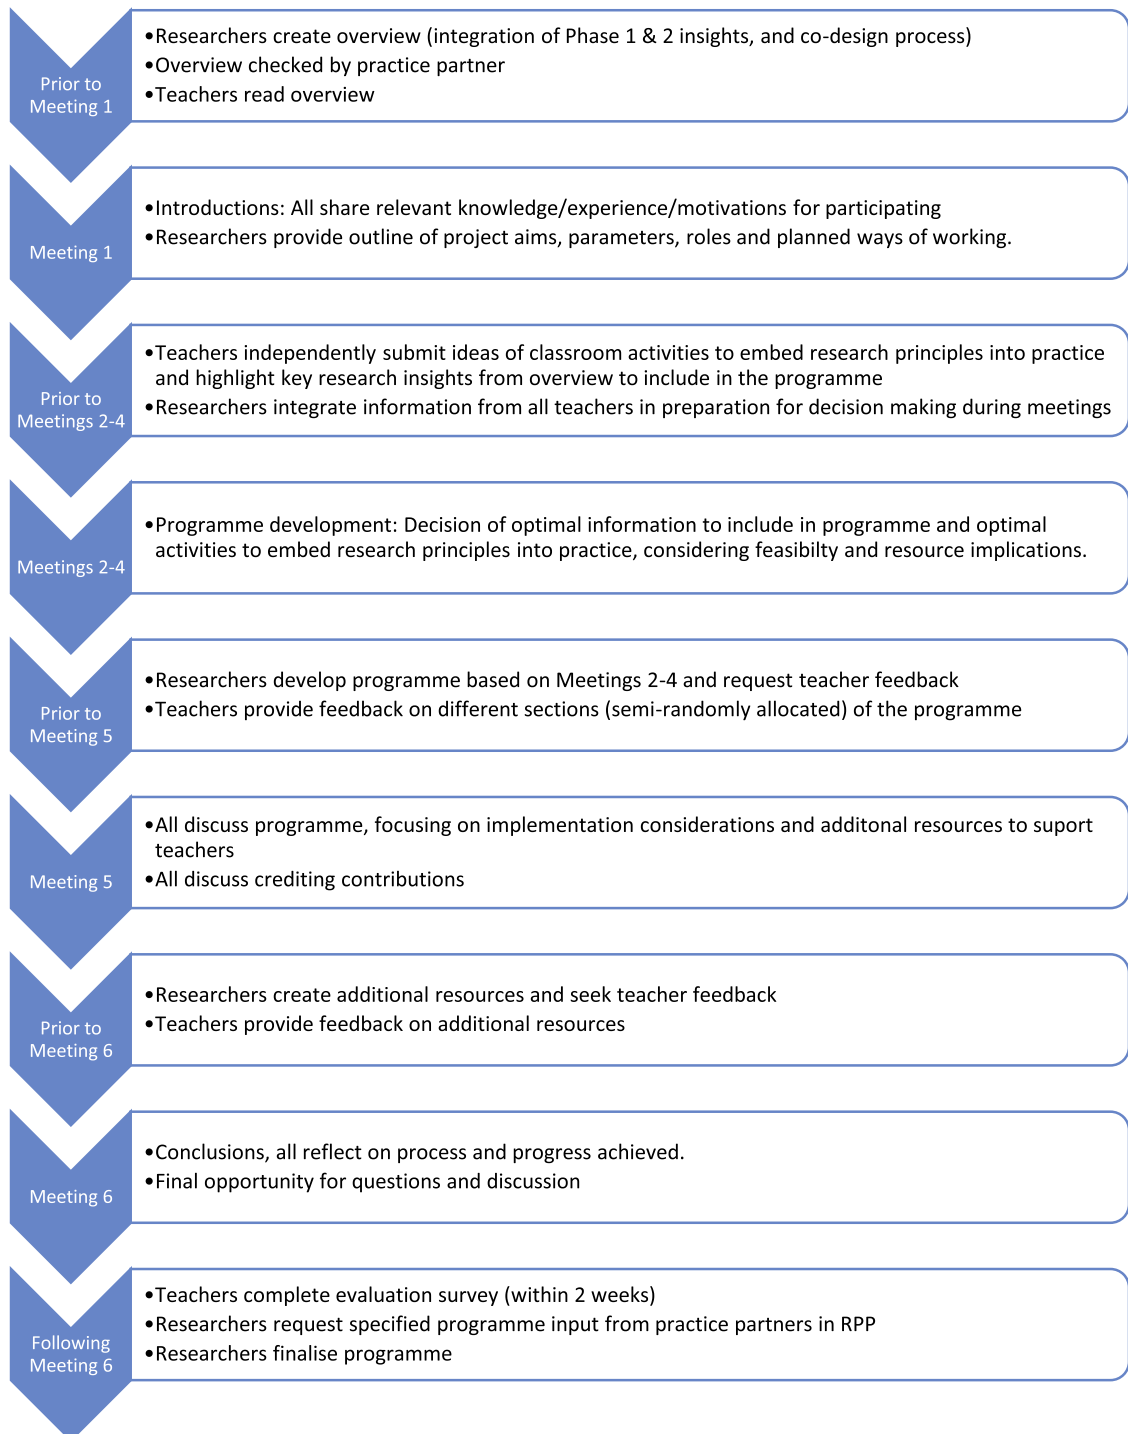 Prior to
Meeting 1
•Researchers create overview (integration of Phase 1 & 2 insights, and co-design process)
•Overview checked by practice partner
•Teachers read overview
Meeting 1
•Introductions: All share relevant knowledge/experience/motivations for participating
•Researchers provide outline of project aims, parameters, roles and planned ways of working.
Prior to
Meetings 2-4
•Teachers independently submit ideas of classroom activities to embed research principles into practice
and highlight key research insights from overview to include in the programme
•Researchers integrate information from all teachers in preparation for decision making during meetings
Meetings 2-4
•Programme development: Decision of optimal information to include in programme and optimal
activities to embed research principles into practice, considering feasibilty and resource implications.
Prior to
Meeting 5
•Researchers develop programme based on Meetings 2-4 and request teacher feedback
•Teachers provide feedback on different sections (semi-randomly allocated) of the programme
Meeting 5
•All discuss programme, focusing on implementation considerations and additonal resources to suport
teachers
•All discuss crediting contributions
Prior to
Meeting 6
•Researchers create additional resources and seek teacher feedback
•Teachers provide feedback on additional resources
Meeting 6
•Conclusions, all reflect on process and progress achieved.
•Final opportunity for questions and discussion
Following
Meeting 6
•Teachers complete evaluation survey (within 2 weeks)
•Researchers request specified programme input from practice partners in RPP
•Researchers finalise programme